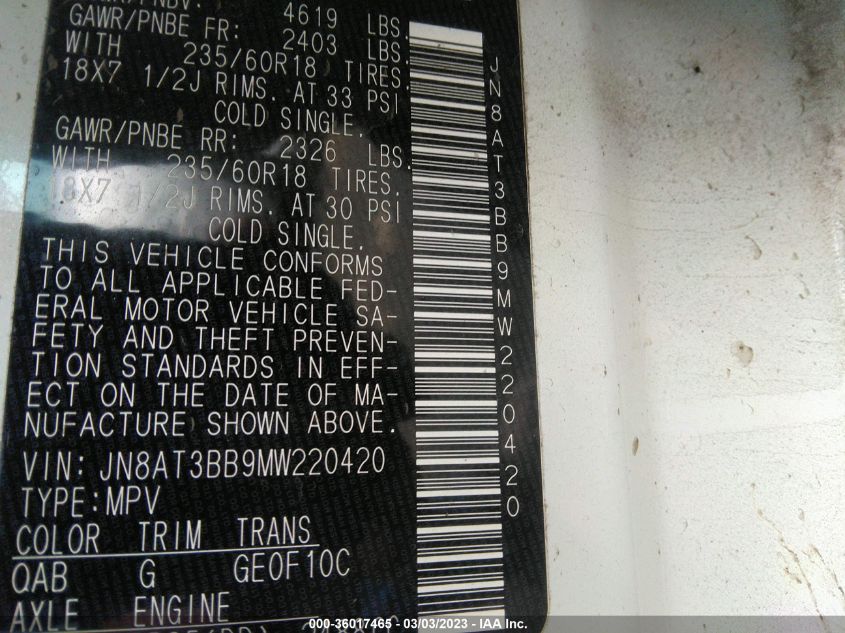 4619 LBS.
GAWR/PNBE FR: 2403 LBS.
WITH 235/60R18 TIRES.
18X7 1/2J RIMS. AT 33 PSI
COLD SINGLE.
GAWR/PNBE RR: 2326 LBS.
WITH 235/60R18 TIRES.
18X7 1/2J RIMS. AT 30 PSI
COLD SINGLE.
THIS VEHICLE CONFORMS
TO ALL APPLICABLE FED-
ERAL MOTOR VEHICLE SA-
FETY AND THEFT PREVEN-
TION STANDARDS IN EFF-
ECT ON THE DATE OF MA-
NUFACTURE SHOWN ABOVE.
VIN: JN8AT3BB9MW220420
TYPE:MPV
COLOR TRIM TRANS
QAB G GE0F10C
AXLE ENGINE
JN8AT3BB9MW220420
000-36017465 - 03/03/2023 - © IAA Inc.